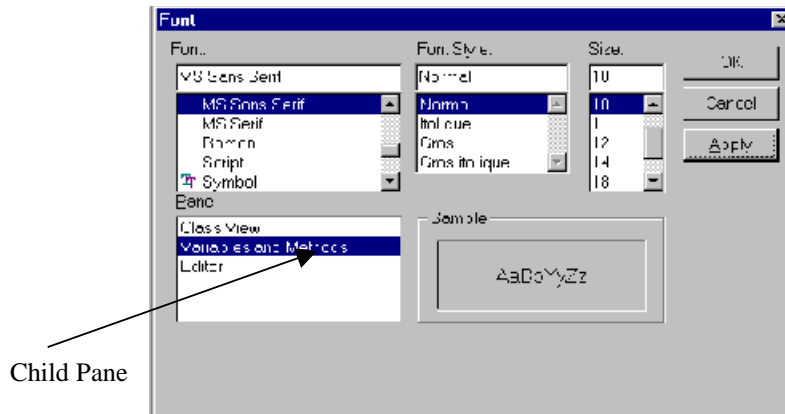 Font
Font: Font Style: Size:
MS Sans Serif Normal 10
OK
MS Sans Serif Normal 10
Cancel
MS Serif Italique
Roman Gras 12
Apply
Script Gras italique 14
Symbol 18
Pane
Class View
Variables and Methods
Editor
Sample
AaBbYyZz
Child Pane